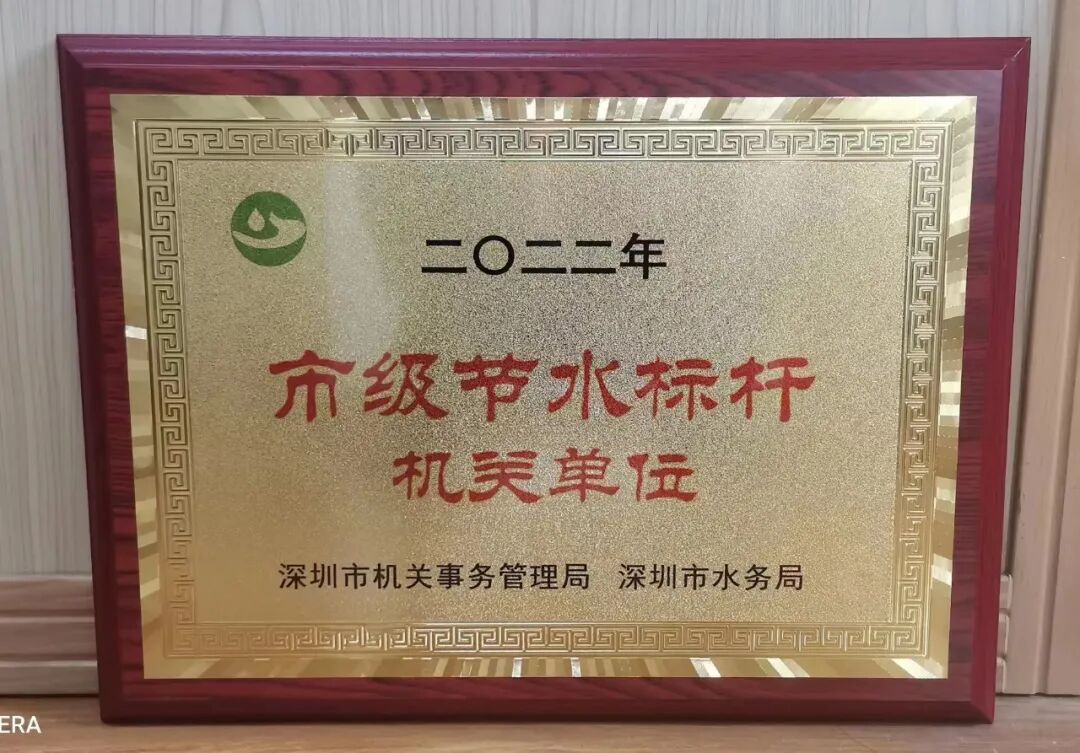 二〇二二年
市级节水标杆
机关单位
深圳市机关事务管理局 深圳市水务局
ERA